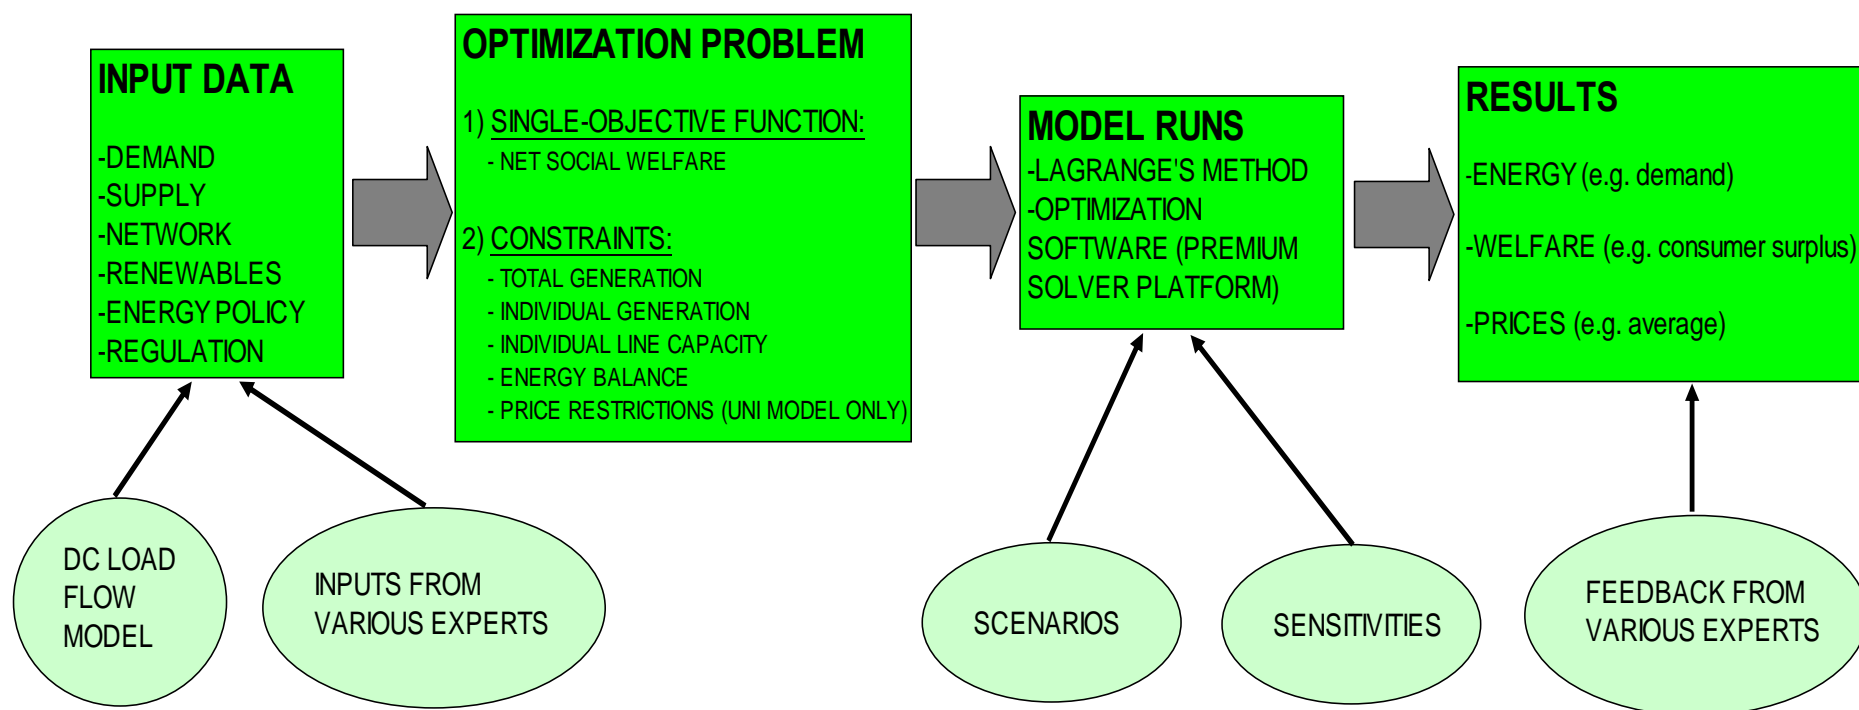 INPUT DATA
-DEMAND
-SUPPLY
-NETWORK
-RENEWABLES
-ENERGY POLICY
-REGULATION
OPTIMIZATION PROBLEM
1) SINGLE-OBJECTIVE FUNCTION:
- NET SOCIAL WELFARE
2) CONSTRAINTS:
- TOTAL GENERATION
- INDIVIDUAL GENERATION
- INDIVIDUAL LINE CAPACITY
- ENERGY BALANCE
- PRICE RESTRICTIONS (UNI MODEL ONLY)
MODEL RUNS
-LAGRANGE'S METHOD
-OPTIMIZATION
SOFTWARE (PREMIUM
SOLVER PLATFORM)
RESULTS
-ENERGY (e.g. demand)
-WELFARE (e.g. consumer surplus)
-PRICES (e.g. average)
DC LOAD
FLOW
MODEL
INPUTS FROM
VARIOUS EXPERTS
SCENARIOS
SENSITIVITIES
FEEDBACK FROM
VARIOUS EXPERTS